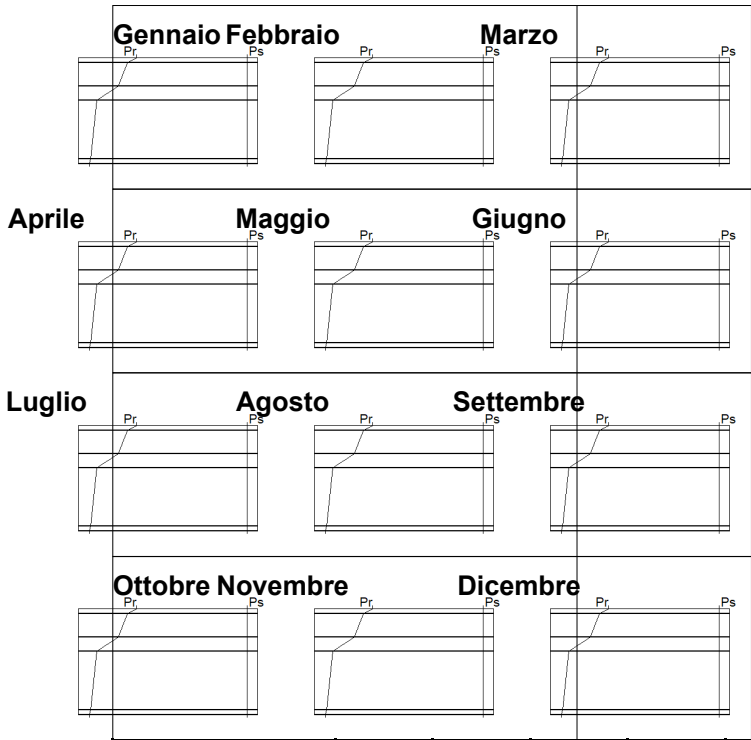 Gennaio Febbraio Marzo
Pr Ps Pr Ps Pr Ps
Aprile Maggio Giugno
Pr Ps Pr Ps Pr Ps
Luglio Agosto Settembre
Pr Ps Pr Ps Pr Ps
Ottobre Novembre Dicembre
Pr Ps Pr Ps Pr Ps